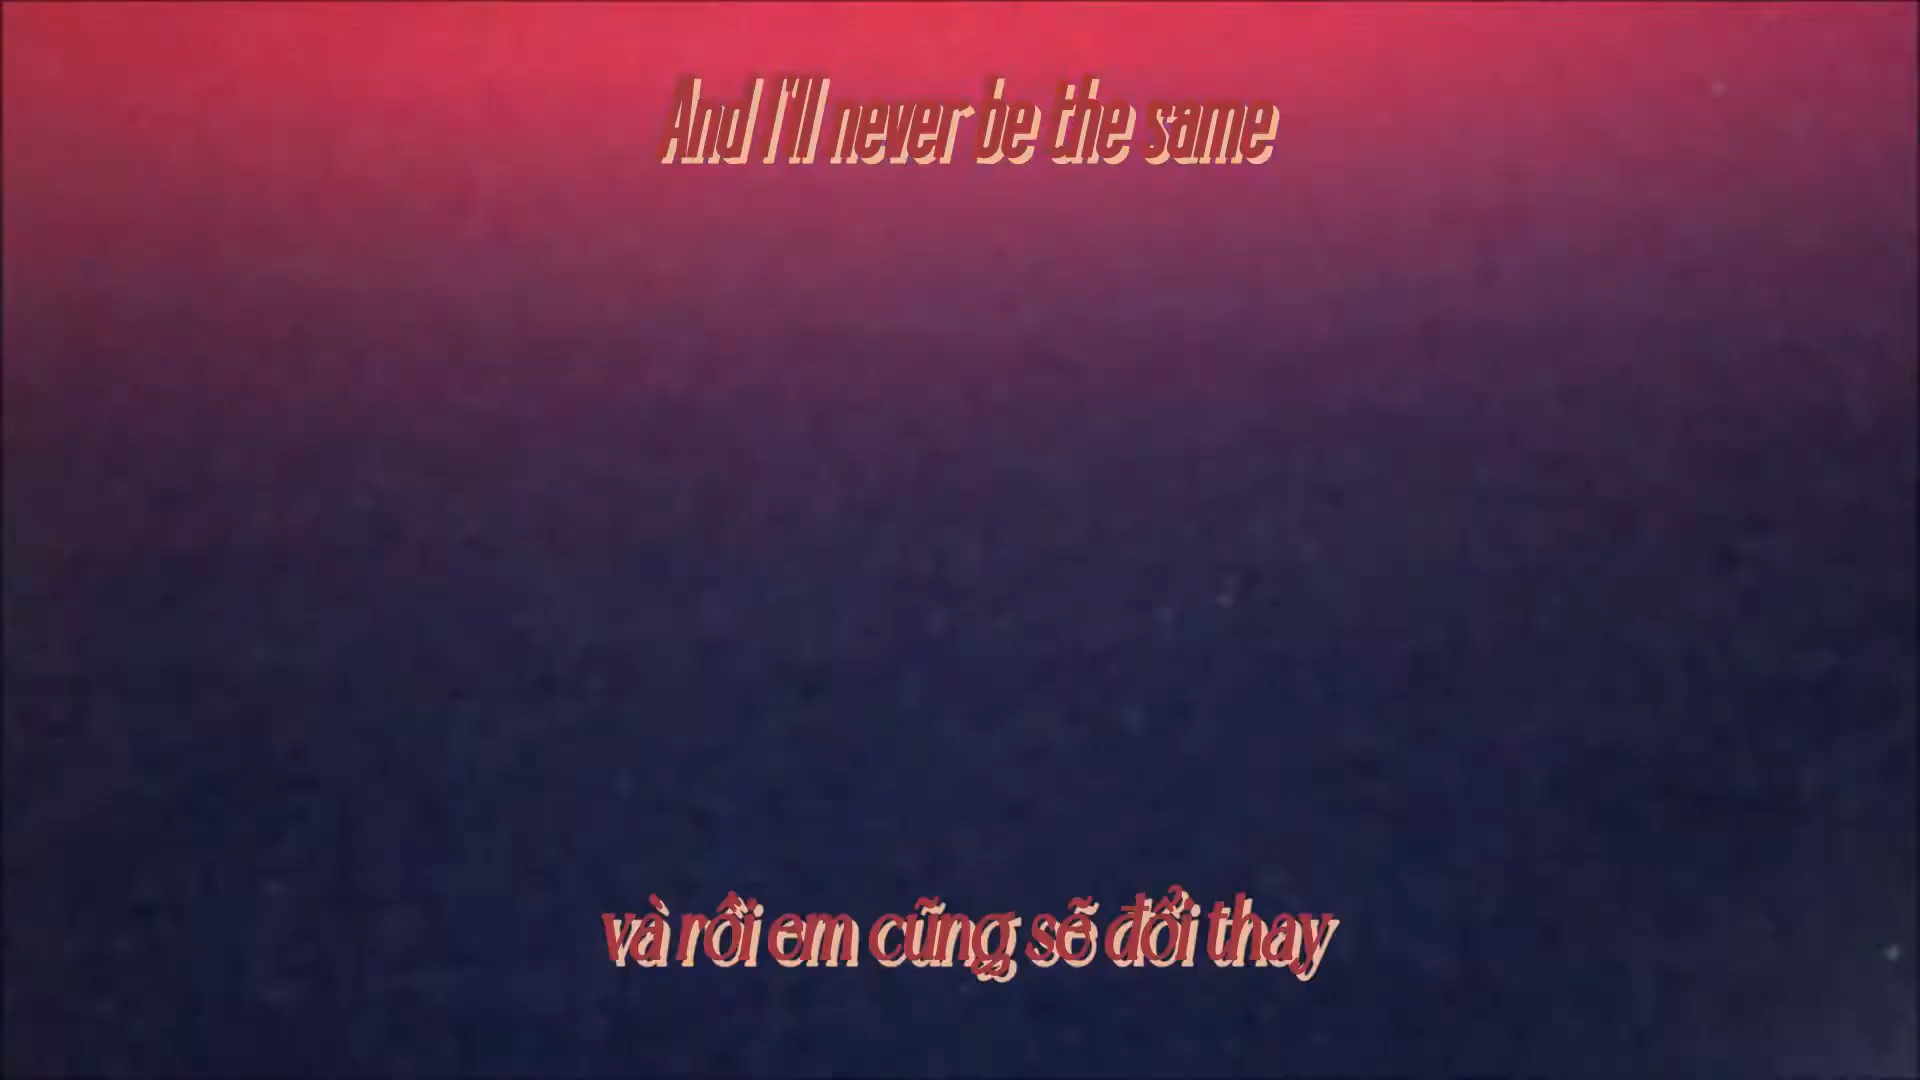 And I'll never be the same
và rồi em cũng sẽ đổi thay